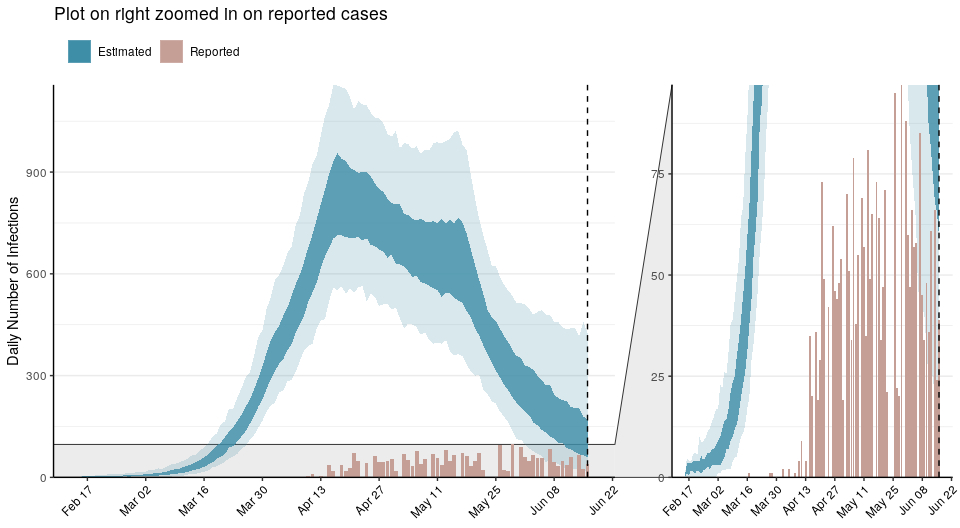 Plot on right zoomed in on reported cases
Estimated
Reported
Daily Number of Infections
900
600
300
0
Feb 17
Mar 02
Mar 16
Mar 30
Apr 13
Apr 27
May 11
May 25
Jun 08
Jun 22
75
50
25
0
Feb 17
Mar 02
Mar 16
Mar 30
Apr 13
Apr 27
May 11
May 25
Jun 08
Jun 22